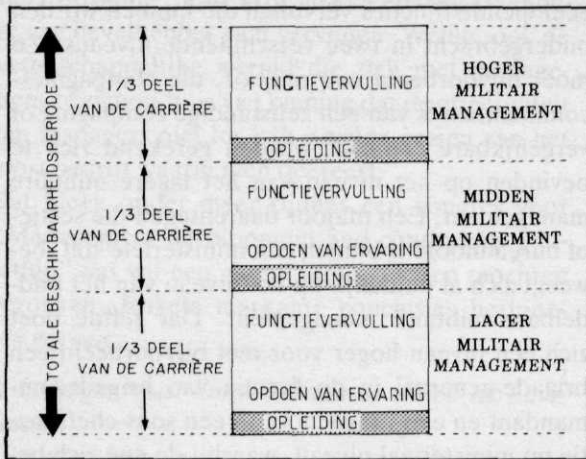 TOTALE BESCHIKBAARHEIDSPERIODE
1/3 DEEL
VAN DE CARRIÈRE
FUNCTIEVERVULLING
OPLEIDING
HOGER
MILITAIR
MANAGEMENT
1/3 DEEL
VAN DE CARRIÈRE
FUNCTIEVERVULLING
OPDOEN VAN ERVARING
OPLEIDING
MIDDEN
MILITAIR
MANAGEMENT
1/3 DEEL
VAN DE CARRIÈRE
FUNCTIEVERVULLING
OPDOEN VAN ERVARING
OPLEIDING
LAGER
MILITAIR
MANAGEMENT